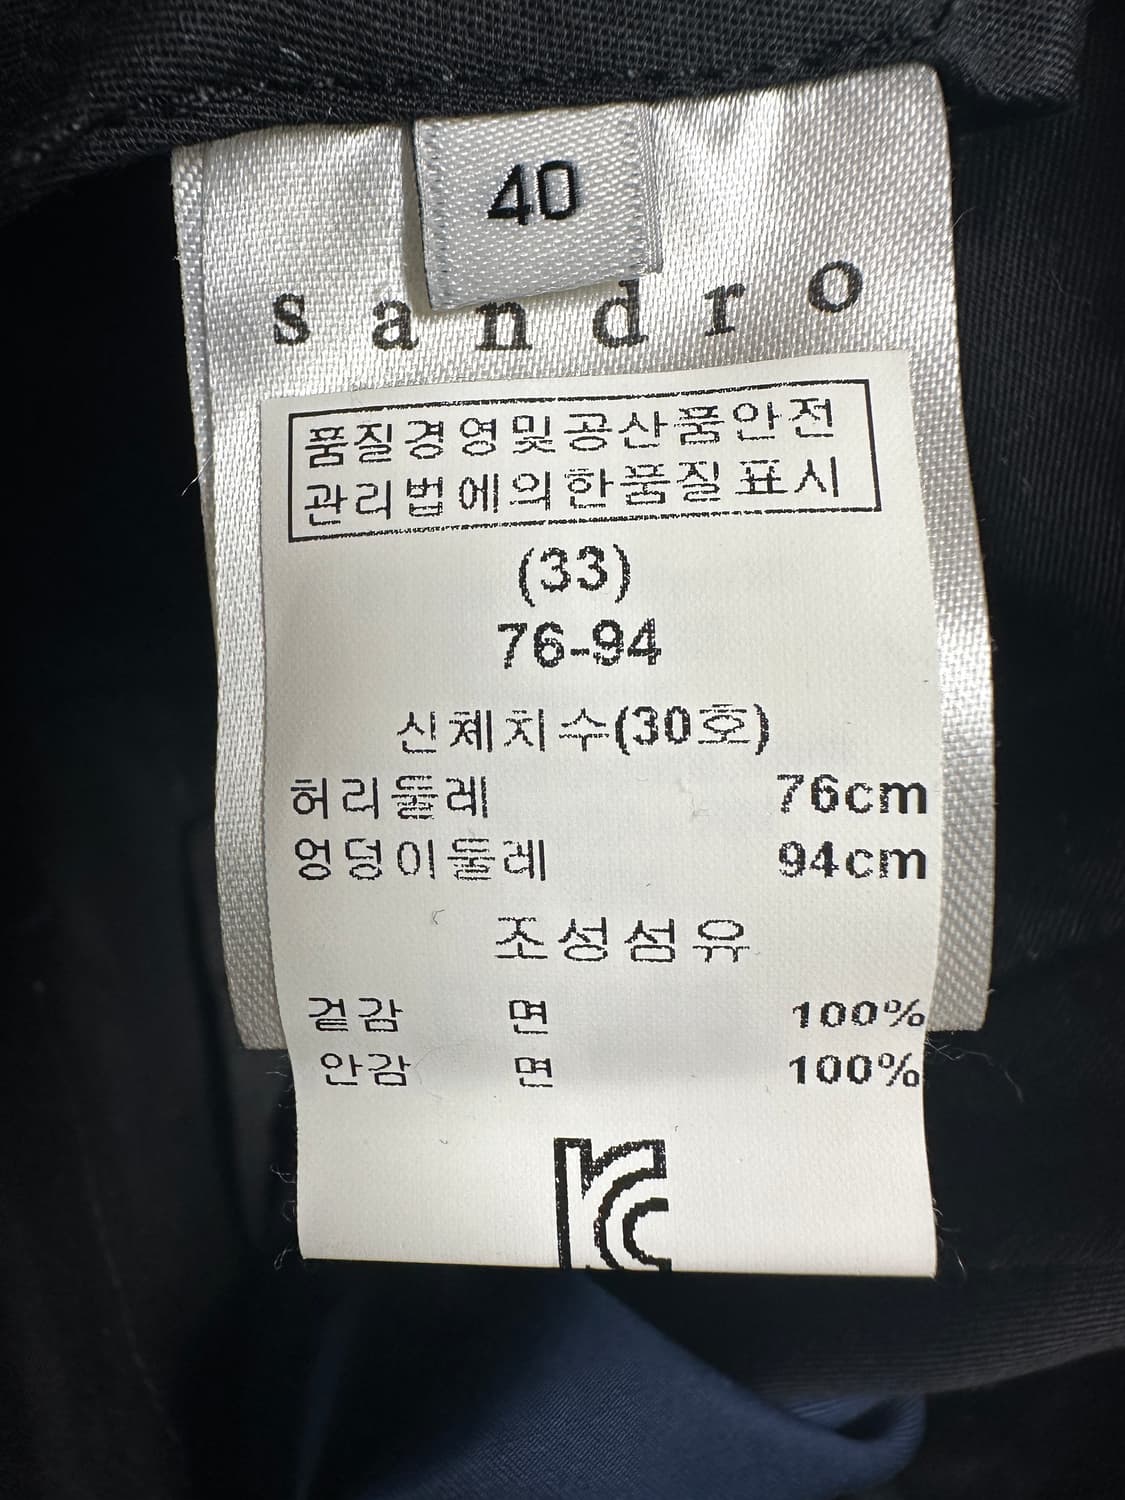 40
sandro
품질경영및공산품안전
관리법에의한품질표시
(33)
76-94
신체치수(30호)
허리둘레 76cm
엉덩이둘레 94cm
조성섬유
겉감 면 100%
안감 면 100%
KC